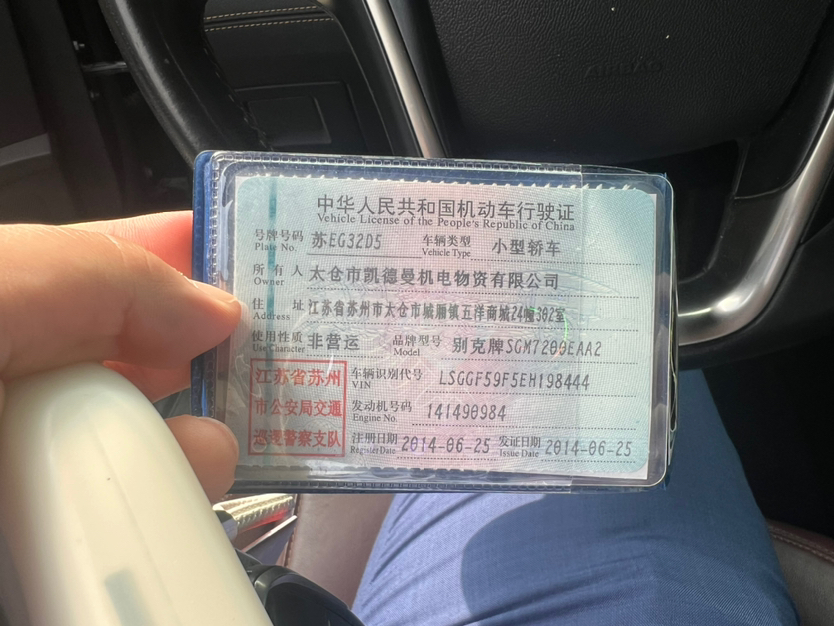 AIRBAG
中华人民共和国机动车行驶证
Vehicle License of the People's Republic of China
号牌号码 苏EG32D5 车辆类型 小型轿车
Plate No. Vehicle Type
所有人 太仓市凯德曼机电物资有限公司
Owner
住址 江苏省苏州市太仓市城厢镇五洋商城24幢302室
Address
使用性质 非营运 品牌型号 别克牌SGM7209EAA2
Use Character Model
江苏省苏州
市公安局交通
巡逻警察支队
车辆识别代号 LSGGF59F5EH198444
VIN
发动机号码 141490984
Engine No.
注册日期 2014-06-25 发证日期 2014-06-25
Register Date Issue Date